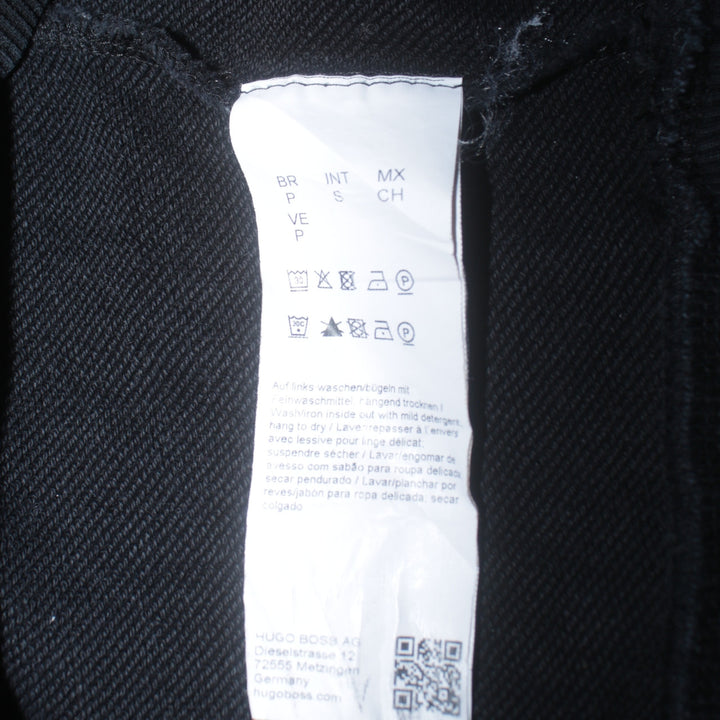 BR INT MX
P S CH
VE
P
30 P
30C P
Auf links waschen/bügeln mit
Feinwaschmittel, hängend trocknen /
Wash/iron inside out with mild detergent,
hang to dry / Laver/repasser à l'envers
avec lessive pour linge délicat,
suspendre sécher / Lavar/engomar de
avesso com sabão para roupa delicada,
secar pendurado / Lavar/planchar por
reves/jabón para ropa delicada, secar
colgado
HUGO BOSS AG
Dieselstrasse 12
72555 Metzingen
Germany
hugoboss.com